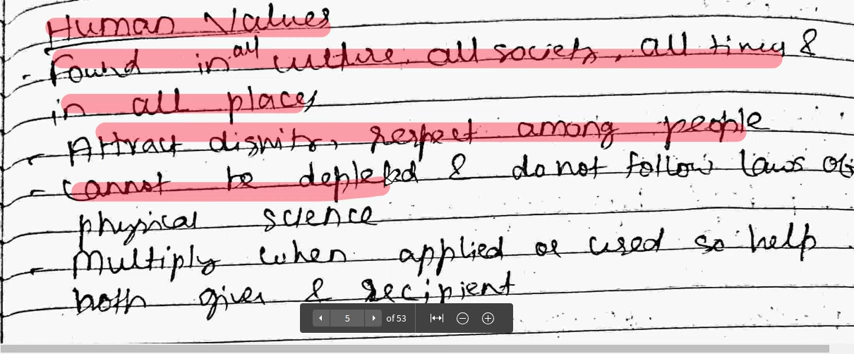 Human Values
- Found in all culture, all society, all times &
in all places
- Attract dignity, respect among people
- Cannot be depleted & do not follow laws of
physical science
- Multiply when applied or used so help
both giver & recipient
5 of 53